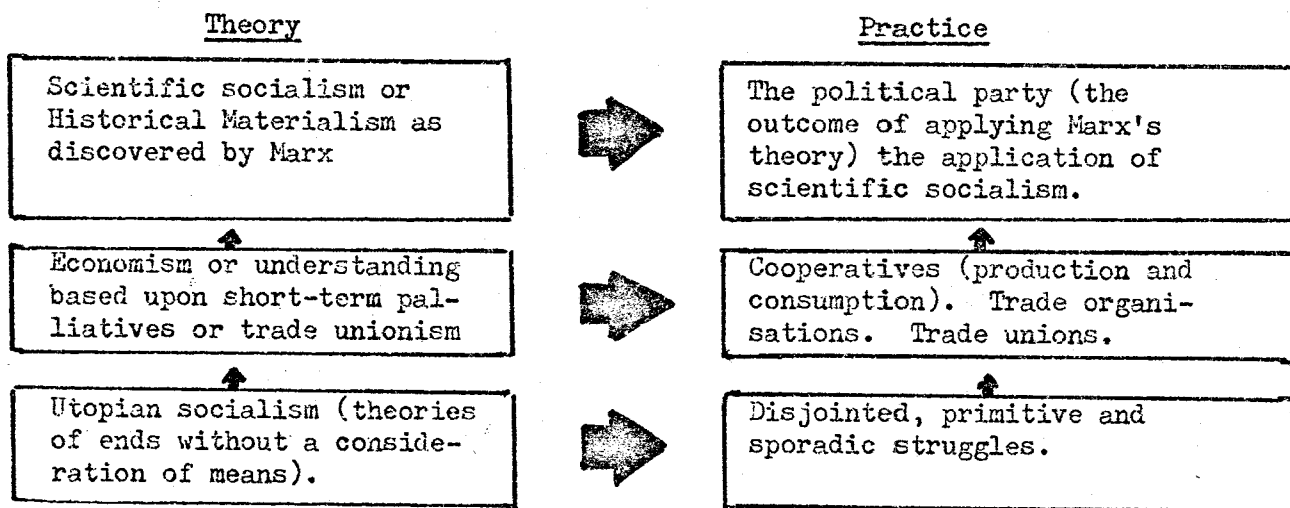 Theory
Scientific socialism or
Historical Materialism as
discovered by Marx
Economism or understanding
based upon short-term pal-
liatives or trade unionism
Utopian socialism (theories
of ends without a conside-
ration of means).
Practice
The political party (the
outcome of applying Marx's
theory) the application of
scientific socialism.
Cooperatives (production and
consumption). Trade organi-
sations. Trade unions.
Disjointed, primitive and
sporadic struggles.